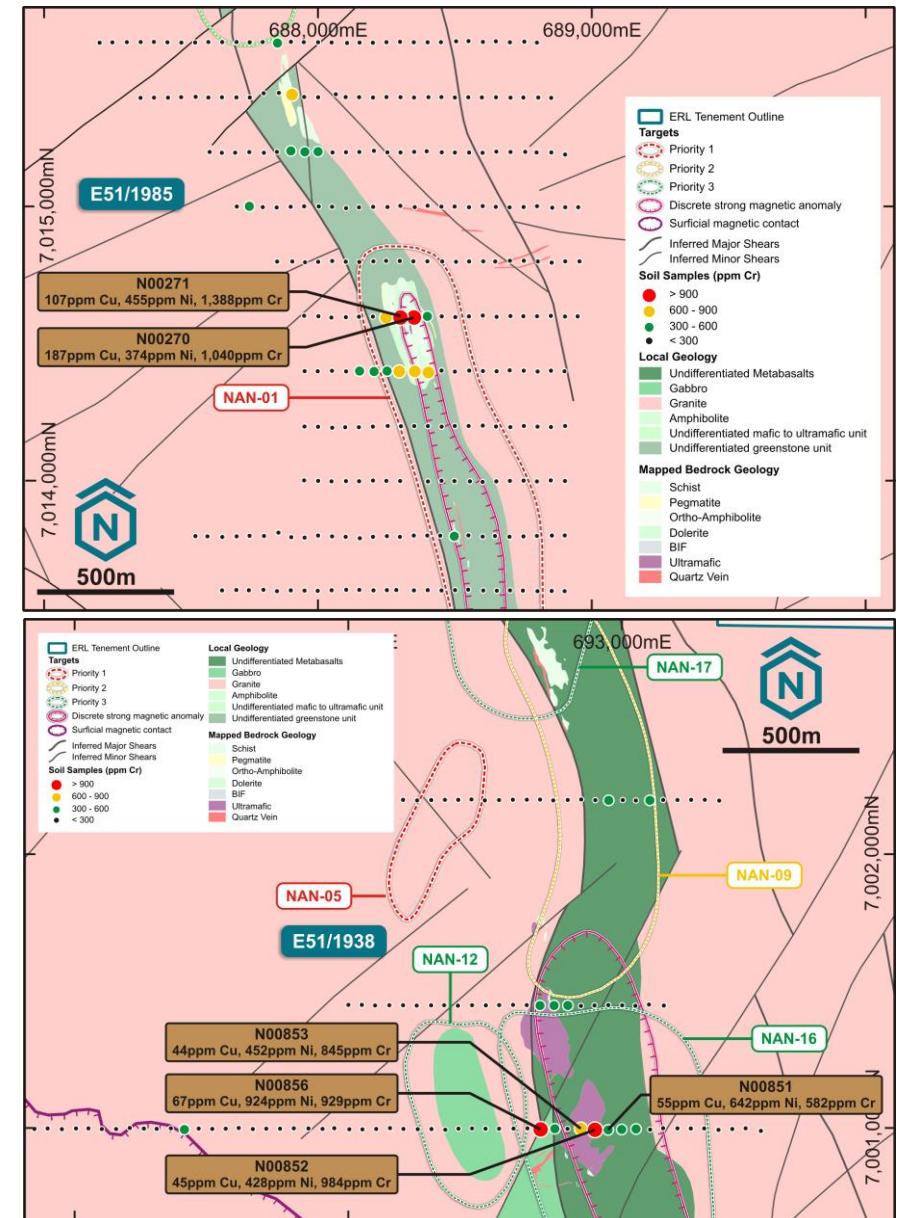 688,000mE
689,000mE
7,015,000mN
7,014,000mN
E51/1985
N00271
107ppm Cu, 455ppm Ni, 1,388ppm Cr
N00270
187ppm Cu, 374ppm Ni, 1,040ppm Cr
NAN-01
N
500m
ERL Tenement Outline
Targets
Priority 1
Priority 2
Priority 3
Discrete strong magnetic anomaly
Surficial magnetic contact
Inferred Major Shears
Inferred Minor Shears
Soil Samples (ppm Cr)
> 900
600 - 900
300 - 600
< 300
Local Geology
Undifferentiated Metabasalts
Gabbro
Granite
Amphibolite
Undifferentiated mafic to ultramafic unit
Undifferentiated greenstone unit
Mapped Bedrock Geology
Schist
Pegmatite
Ortho-Amphibolite
Dolerite
BIF
Ultramafic
Quartz Vein
ERL Tenement Outline
Targets
Priority 1
Priority 2
Priority 3
Discrete strong magnetic anomaly
Surficial magnetic contact
Inferred Major Shears
Inferred Minor Shears
Soil Samples (ppm Cr)
> 900
600 - 900
300 - 600
< 300
Local Geology
Undifferentiated Metabasalts
Gabbro
Granite
Amphibolite
Undifferentiated mafic to ultramafic unit
Undifferentiated greenstone unit
Mapped Bedrock Geology
Schist
Pegmatite
Ortho-Amphibolite
Dolerite
BIF
Ultramafic
Quartz Vein
E
693,000mE
NAN-17
N
500m
7,002,000mN
NAN-09
NAN-05
E51/1938
NAN-12
NAN-16
N00853
44ppm Cu, 452ppm Ni, 845ppm Cr
N00856
67ppm Cu, 924ppm Ni, 929ppm Cr
N00851
55ppm Cu, 642ppm Ni, 582ppm Cr
N00852
45ppm Cu, 428ppm Ni, 984ppm Cr
7,001,000mN